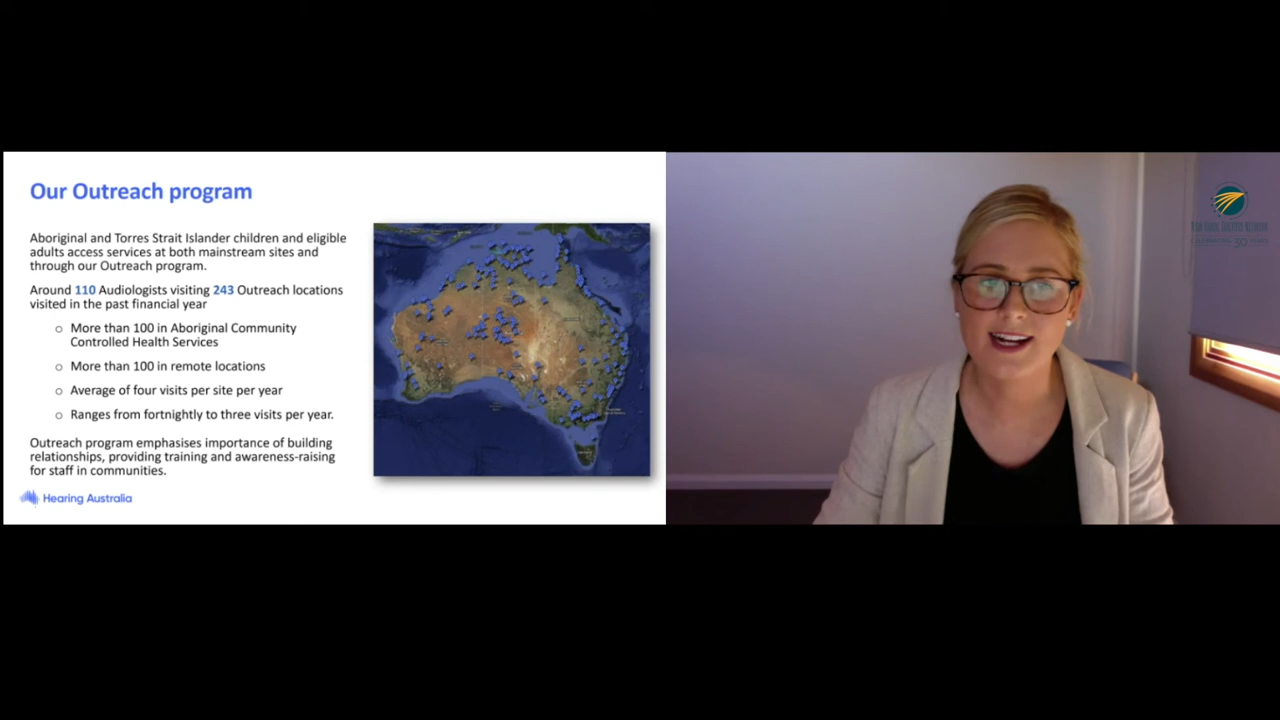 Our Outreach program
Aboriginal and Torres Strait Islander children and eligible
adults access services at both mainstream sites and
through our Outreach program.
Around 110 Audiologists visiting 243 Outreach locations
visited in the past financial year
o More than 100 in Aboriginal Community
Controlled Health Services
o More than 100 in remote locations
o Average of four visits per site per year
o Ranges from fortnightly to three visits per year.
Outreach program emphasises importance of building
relationships, providing training and awareness-raising
for staff in communities.
Hearing Australia
CELEBRATING 30 YEARS